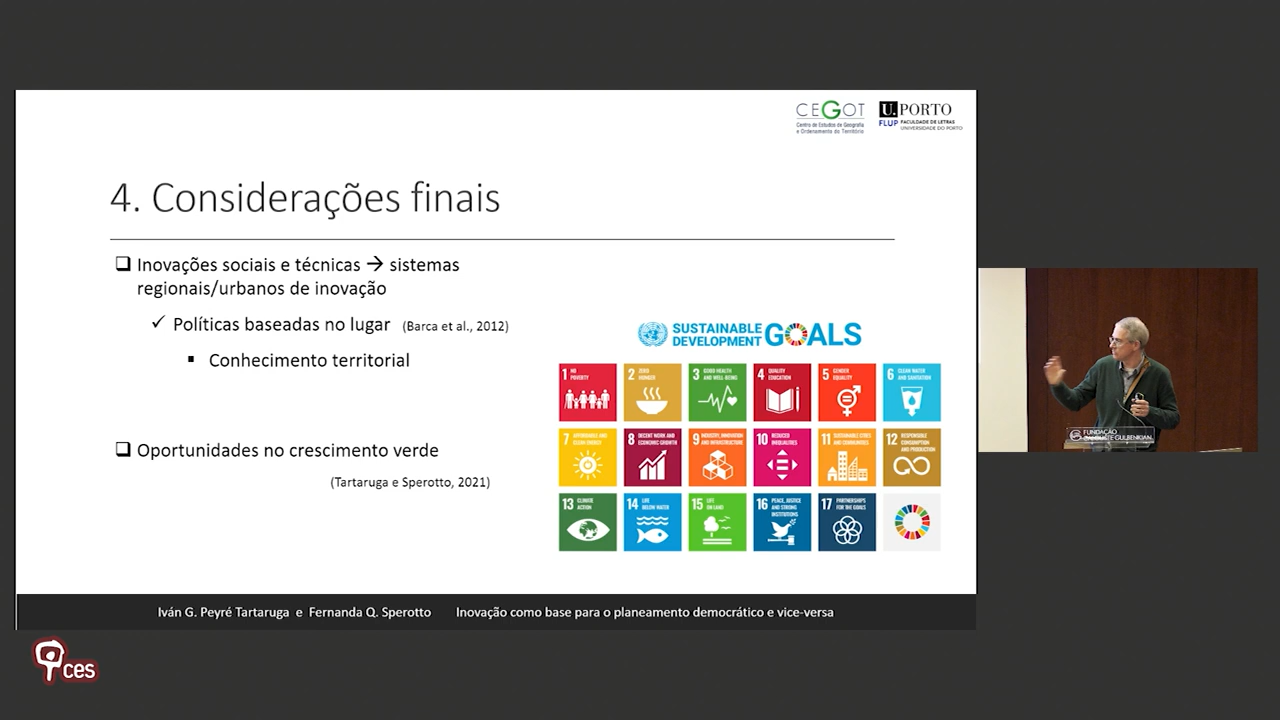 CEGOT
Centro de Estudos de Geografia
e Ordenamento do Território
U. PORTO
FLUP FACULDADE DE LETRAS
UNIVERSIDADE DO PORTO
4. Considerações finais
❑ Inovações sociais e técnicas → sistemas
regionais/urbanos de inovação
✓ Políticas baseadas no lugar (Barca et al., 2012)
▪ Conhecimento territorial
❑ Oportunidades no crescimento verde
(Tartaruga e Sperotto, 2021)
SUSTAINABLE
DEVELOPMENT GOALS
1 NO
POVERTY
2 ZERO
HUNGER
3 GOOD HEALTH
AND WELL-BEING
4 QUALITY
EDUCATION
5 GENDER
EQUALITY
6 CLEAN WATER
AND SANITATION
7 AFFORDABLE AND
CLEAN ENERGY
8 DECENT WORK AND
ECONOMIC GROWTH
9 INDUSTRY, INNOVATION
AND INFRASTRUCTURE
10 REDUCED
INEQUALITIES
11 SUSTAINABLE CITIES
AND COMMUNITIES
12 RESPONSIBLE
CONSUMPTION
AND PRODUCTION
13 CLIMATE
ACTION
14 LIFE
BELOW WATER
15 LIFE
ON LAND
16 PEACE, JUSTICE
AND STRONG
INSTITUTIONS
17 PARTNERSHIPS
FOR THE GOALS
Iván G. Peyré Tartaruga e Fernanda Q. Sperotto Inovação como base para o planeamento democrático e vice-versa
FUNDAÇÃO
CALOUSTE GULBENKIAN
ces